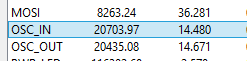 MOSI 8263.24 36.281
OSC_IN 20703.97 14.480
OSC_OUT 20435.08 14.671